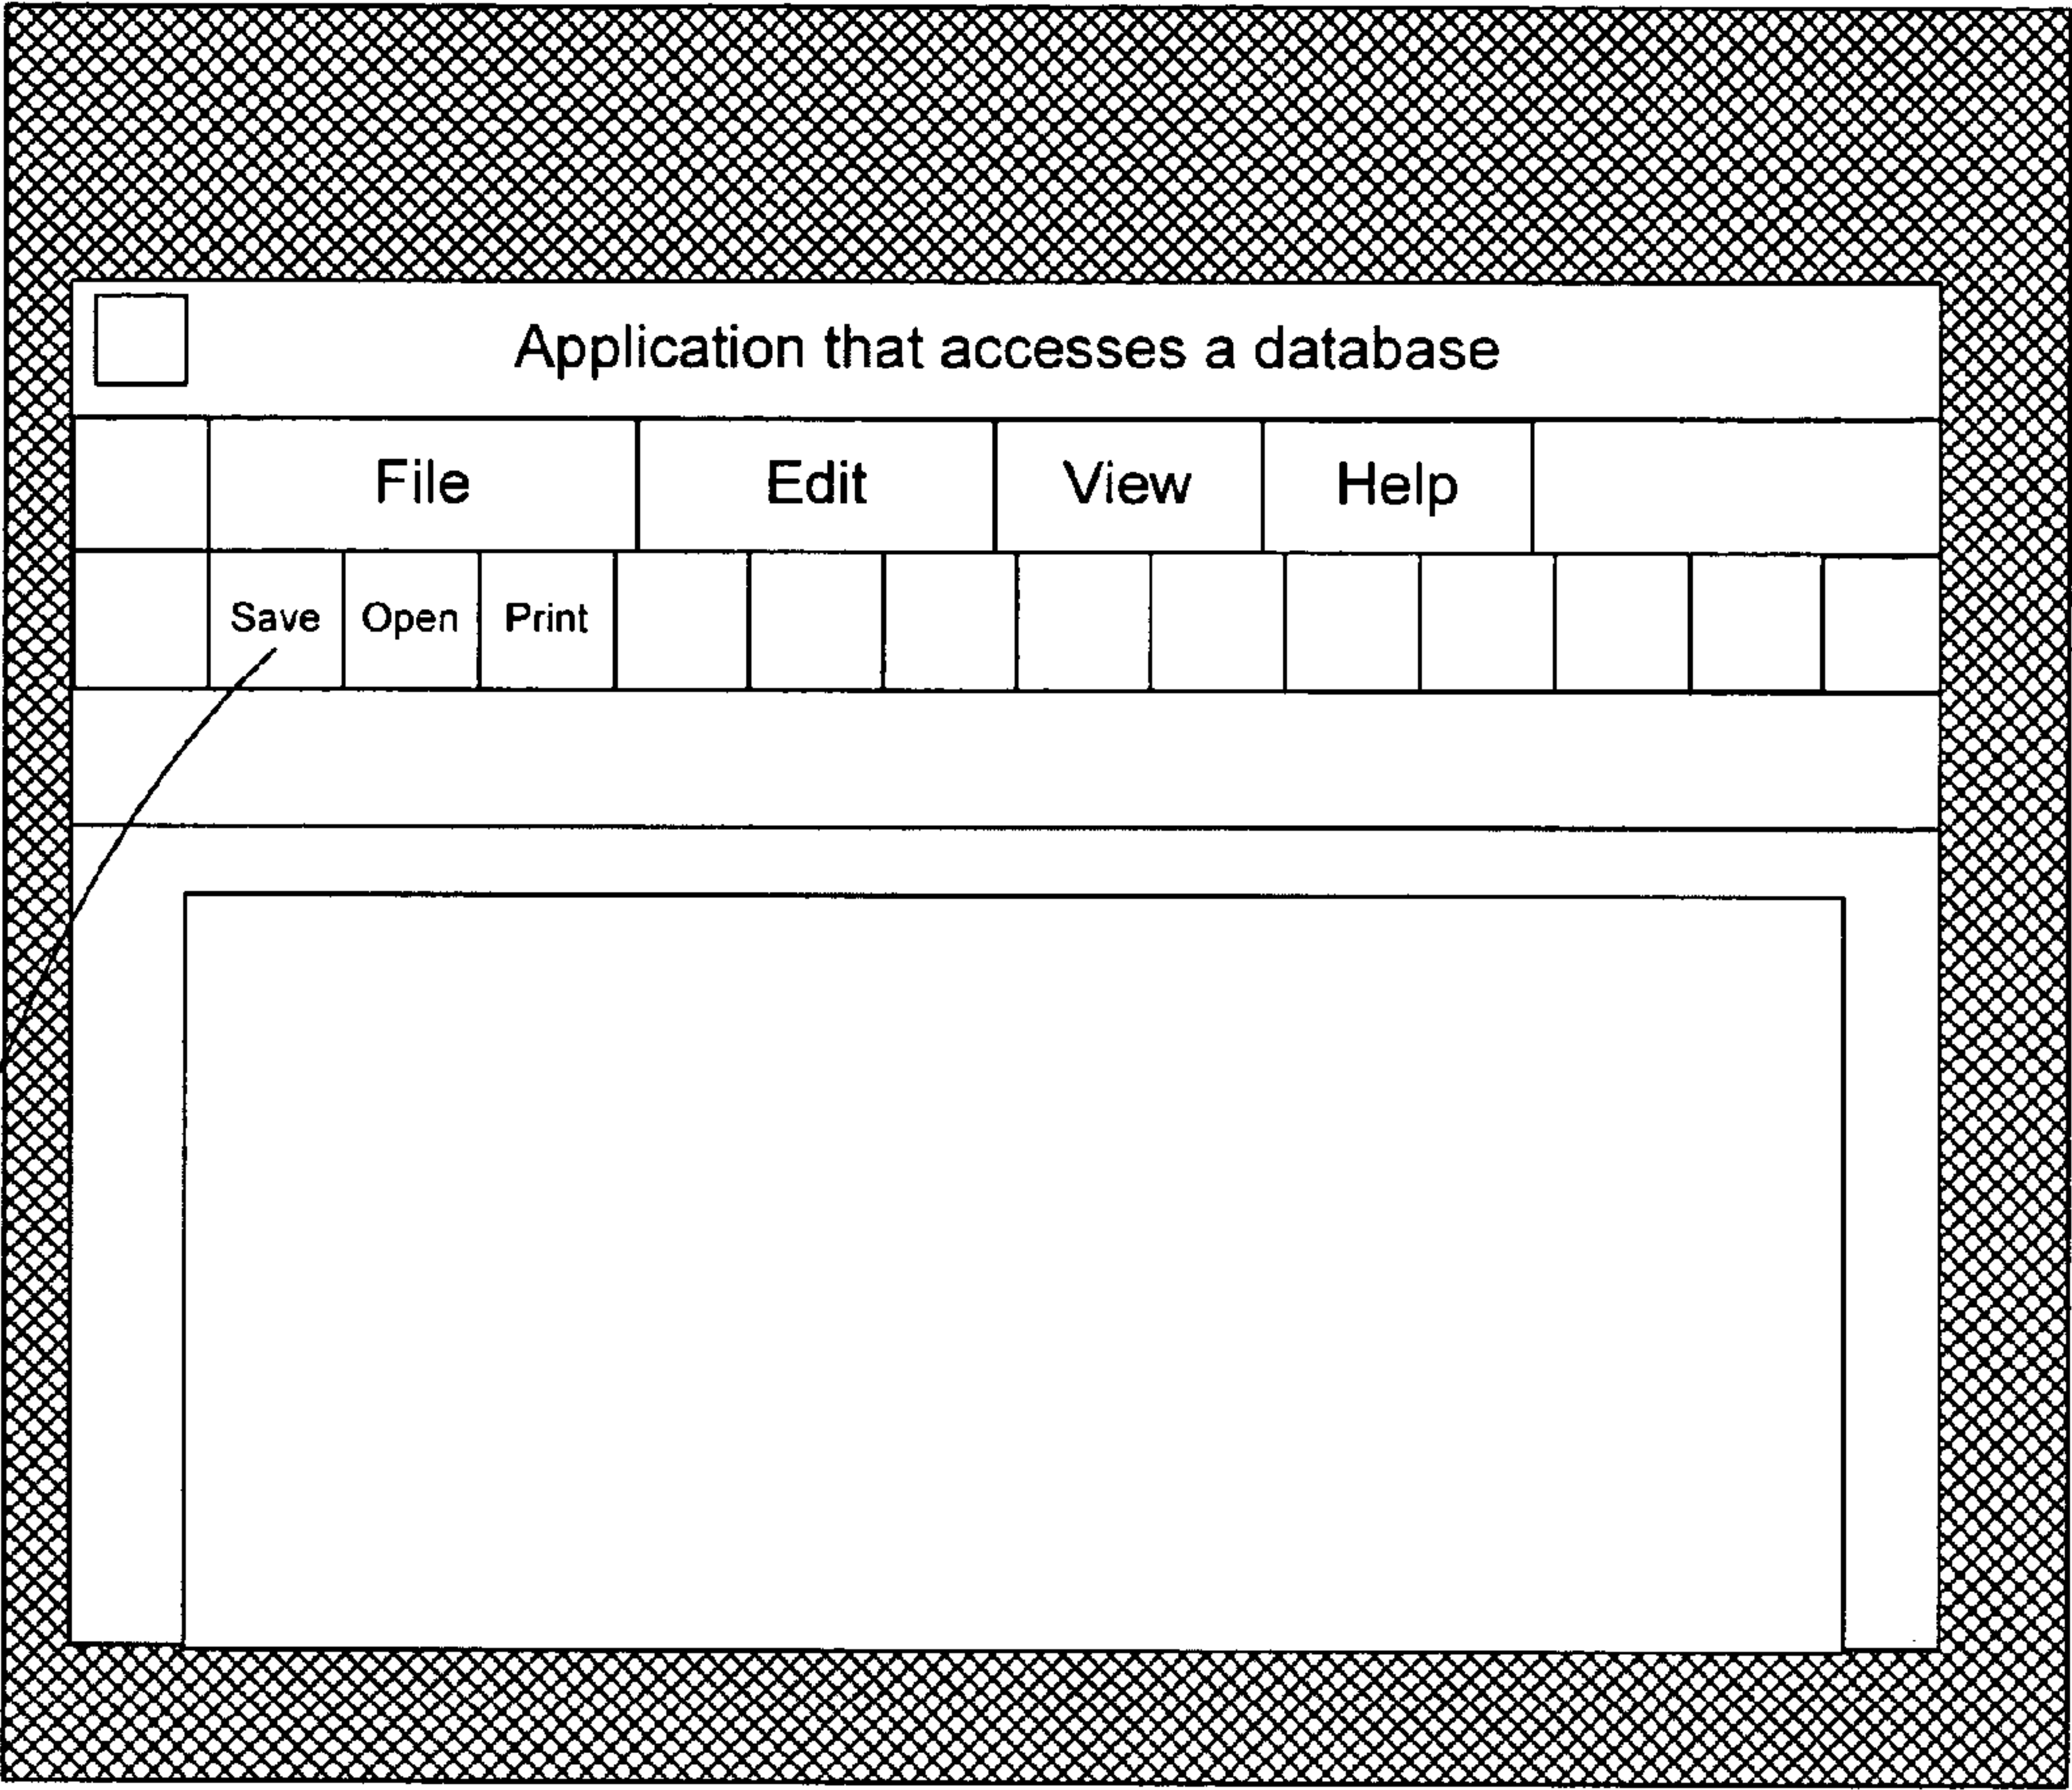 Application that accesses a database
File Edit View Help
Save Open Print